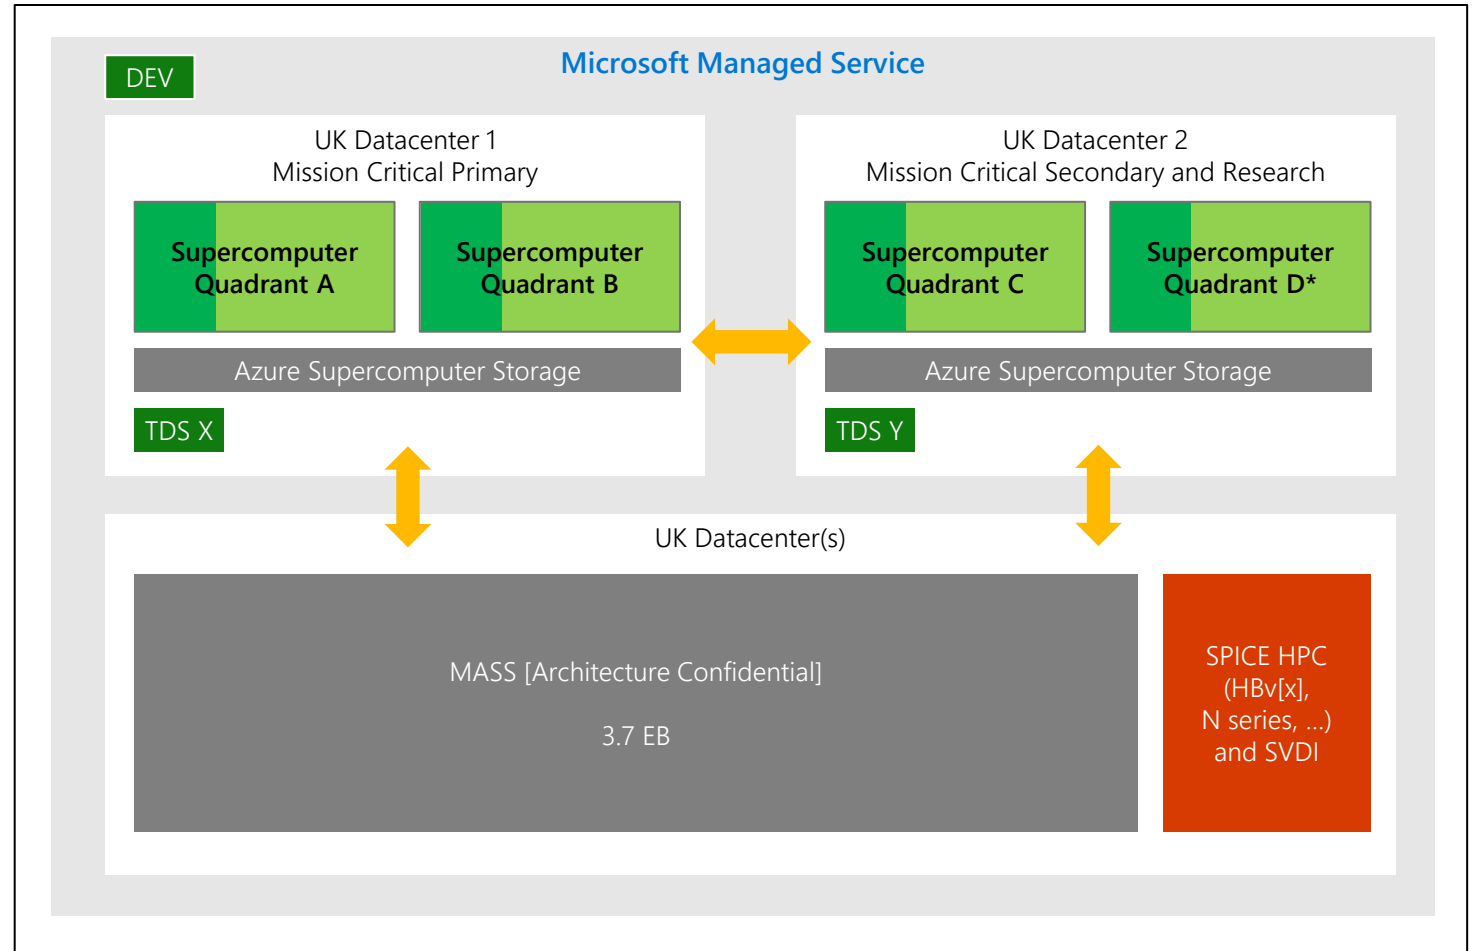 Microsoft Managed Service
DEV
UK Datacenter 1
Mission Critical Primary
Supercomputer
Quadrant A
Supercomputer
Quadrant B
Azure Supercomputer Storage
TDS X
UK Datacenter 2
Mission Critical Secondary and Research
Supercomputer
Quadrant C
Supercomputer
Quadrant D*
Azure Supercomputer Storage
TDS Y
UK Datacenter(s)
MASS [Architecture Confidential]
3.7 EB
SPICE HPC
(HBv[x],
N series, ...)
and SVDI